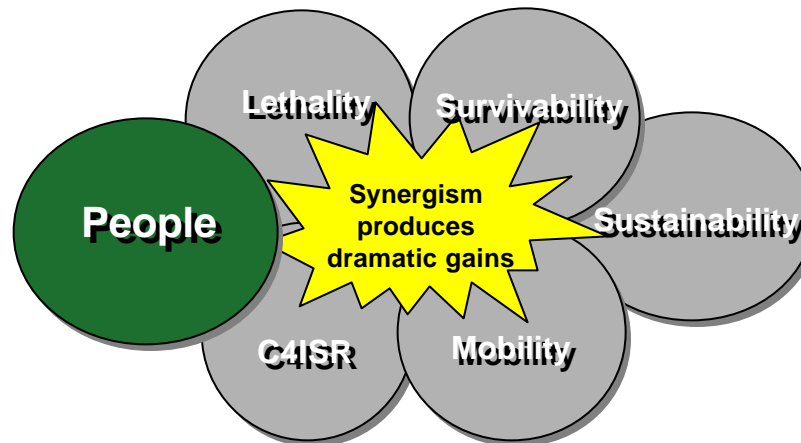 Lethality
Survivability
People
Synergism
produces
dramatic gains
Sustainability
C4ISR
Mobility